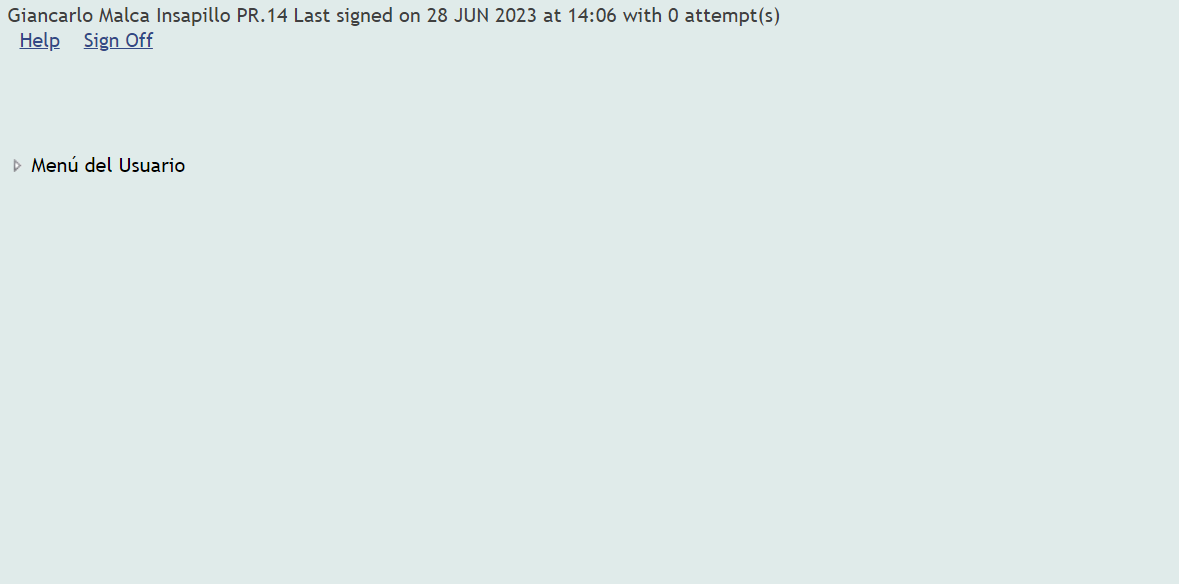 Giancarlo Malca Insapillo PR.14 Last signed on 28 JUN 2023 at 14:06 with 0 attempt(s)
Help Sign Off
Menú del Usuario